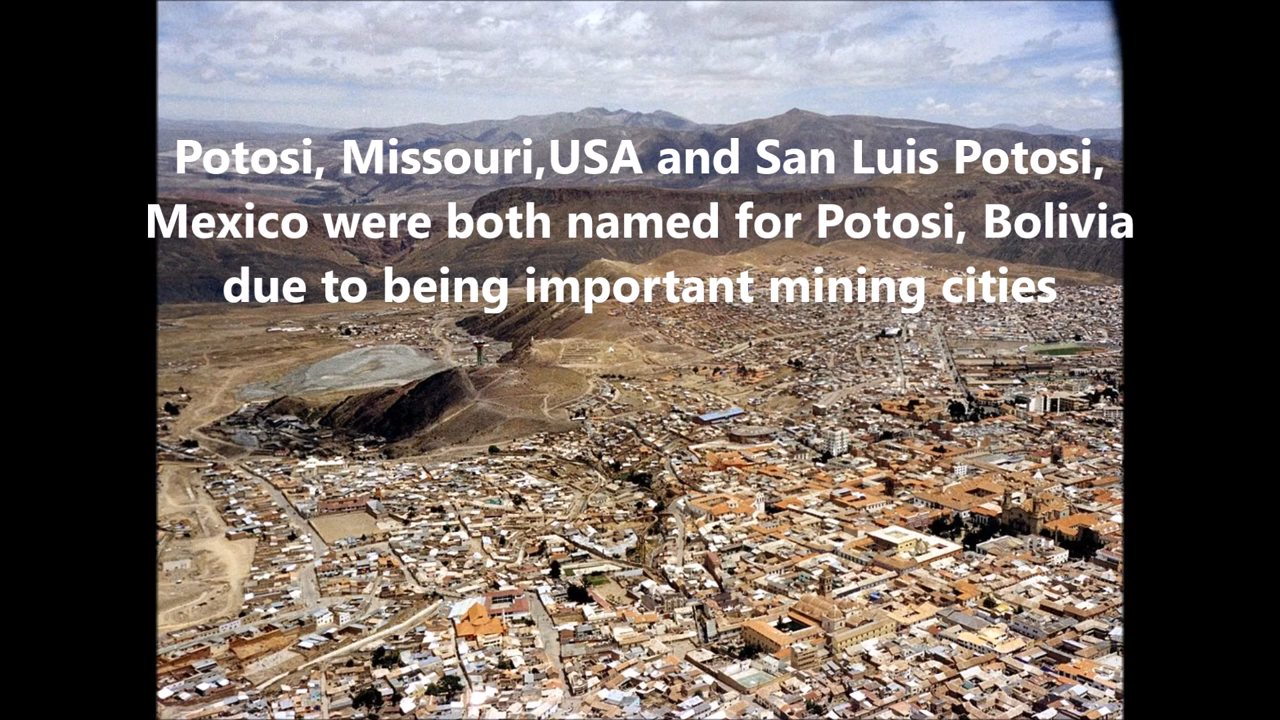 Potosi, Missouri,USA and San Luis Potosi,
Mexico were both named for Potosi, Bolivia
due to being important mining cities